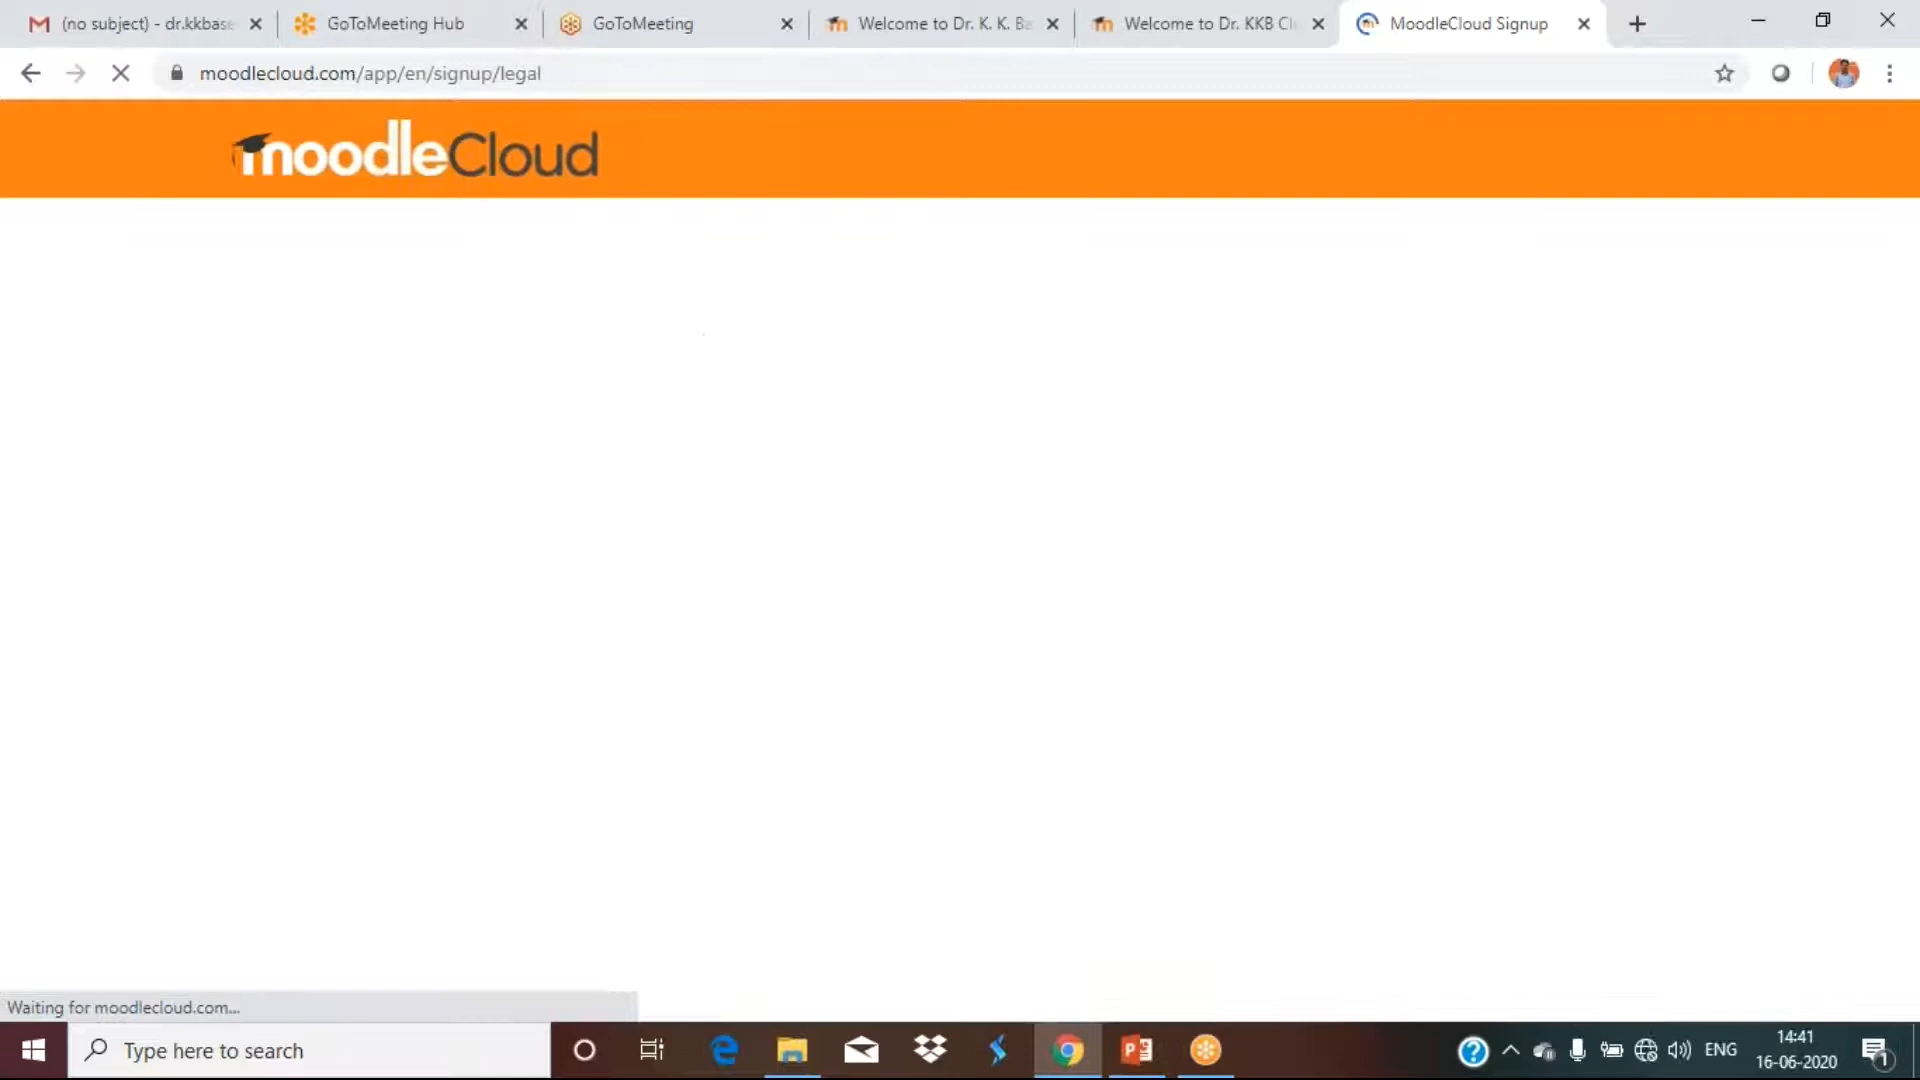 (no subject) - dr.kkbase
GoToMeeting Hub
GoToMeeting
Welcome to Dr. K. K. Ba
Welcome to Dr. KKB Cl
MoodleCloud Signup
moodlecloud.com/app/en/signup/legal
moodleCloud
Waiting for moodlecloud.com...
Type here to search
ENG
14:41
16-06-2020
1